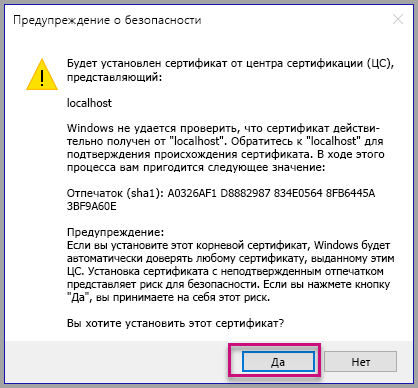 Предупреждение о безопасности
Будет установлен сертификат от центра сертификации (ЦС),
представляющий:
localhost
Windows не удается проверить, что сертификат действи-
тельно получен от "localhost". Обратитесь к "localhost" для
подтверждения происхождения сертификата. В ходе этого
процесса вам пригодится следующее значение:
Отпечаток (sha1): A0326AF1 D8882987 834E0564 8FB6445A
3BF9A60E
Предупреждение:
Если вы установите этот корневой сертификат, Windows будет
автоматически доверять любому сертификату, выданному этим
ЦС. Установка сертификата с неподтвержденным отпечатком
представляет риск для безопасности. Если вы нажмете кнопку
"Да", вы принимаете на себя этот риск.
Вы хотите установить этот сертификат?
Да
Нет